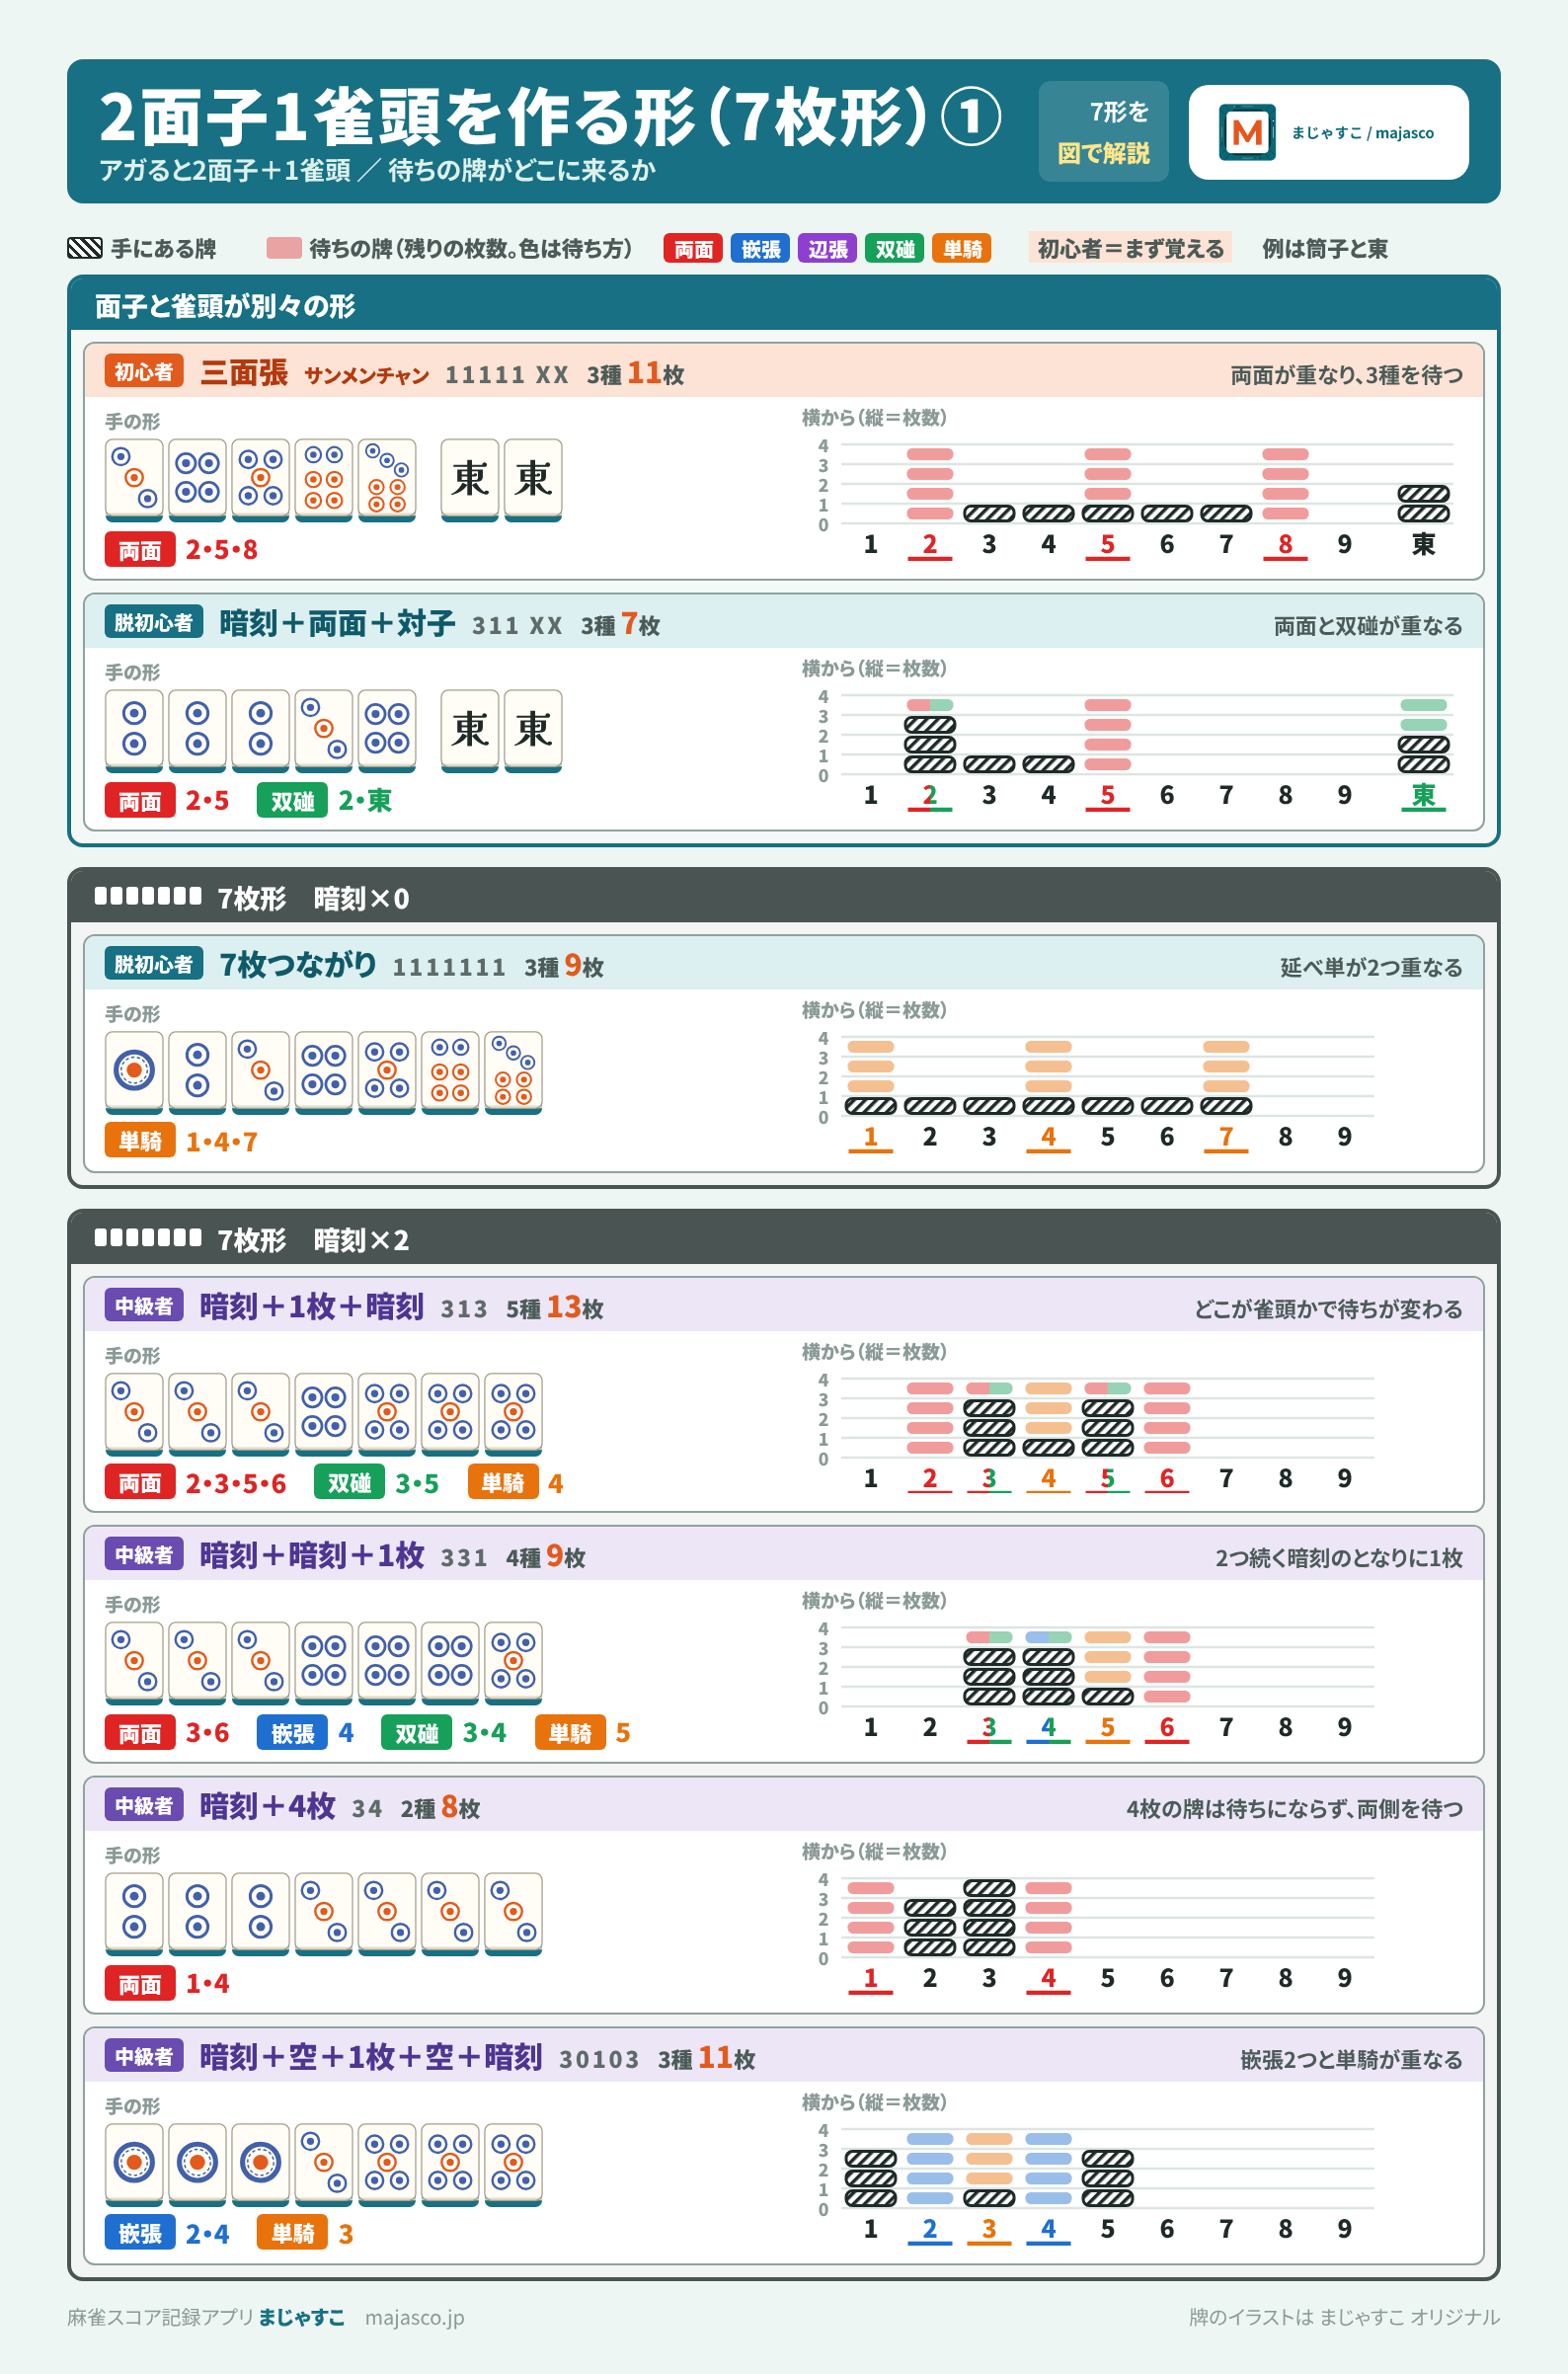 2面子1雀頭を作る形（7枚形）①
アガると2面子＋1雀頭 ／ 待ちの牌がどこに来るか
7形を
図で解説
M
まじゃすこ / majasco
手にある牌 待ちの牌（残りの枚数。色は待ち方） 両面 嵌張 辺張 双碰 単騎 初心者＝まず覚える 例は筒子と東
面子と雀頭が別々の形
初心者 三面張 サンメンチャン 11111 XX 3種 11枚 両面が重なり、3種を待つ
手の形
東 東
両面 2・5・8
横から（縦＝枚数）
4
3
2
1
0
1 2 3 4 5 6 7 8 9 東
脱初心者 暗刻＋両面＋対子 311 XX 3種 7枚 両面と双碰が重なる
手の形
東 東
両面 2・5 双碰 2・東
横から（縦＝枚数）
4
3
2
1
0
1 2 3 4 5 6 7 8 9 東
7枚形 暗刻×0
脱初心者 7枚つながり 1111111 3種 9枚 延べ単が2つ重なる
手の形
単騎 1・4・7
横から（縦＝枚数）
4
3
2
1
0
1 2 3 4 5 6 7 8 9
7枚形 暗刻×2
中級者 暗刻＋1枚＋暗刻 313 5種 13枚 どこが雀頭かで待ちが変わる
手の形
両面 2・3・5・6 双碰 3・5 単騎 4
横から（縦＝枚数）
4
3
2
1
0
1 2 3 4 5 6 7 8 9
中級者 暗刻＋暗刻＋1枚 331 4種 9枚 2つ続く暗刻のとなりに1枚
手の形
両面 3・6 嵌張 4 双碰 3・4 単騎 5
横から（縦＝枚数）
4
3
2
1
0
1 2 3 4 5 6 7 8 9
中級者 暗刻＋4枚 34 2種 8枚 4枚の牌は待ちにならず、両側を待つ
手の形
両面 1・4
横から（縦＝枚数）
4
3
2
1
0
1 2 3 4 5 6 7 8 9
中級者 暗刻＋空＋1枚＋空＋暗刻 30103 3種 11枚 嵌張2つと単騎が重なる
手の形
嵌張 2・4 単騎 3
横から（縦＝枚数）
4
3
2
1
0
1 2 3 4 5 6 7 8 9
麻雀スコア記録アプリ まじゃすこ majasco.jp
牌のイラストは まじゃすこ オリジナル